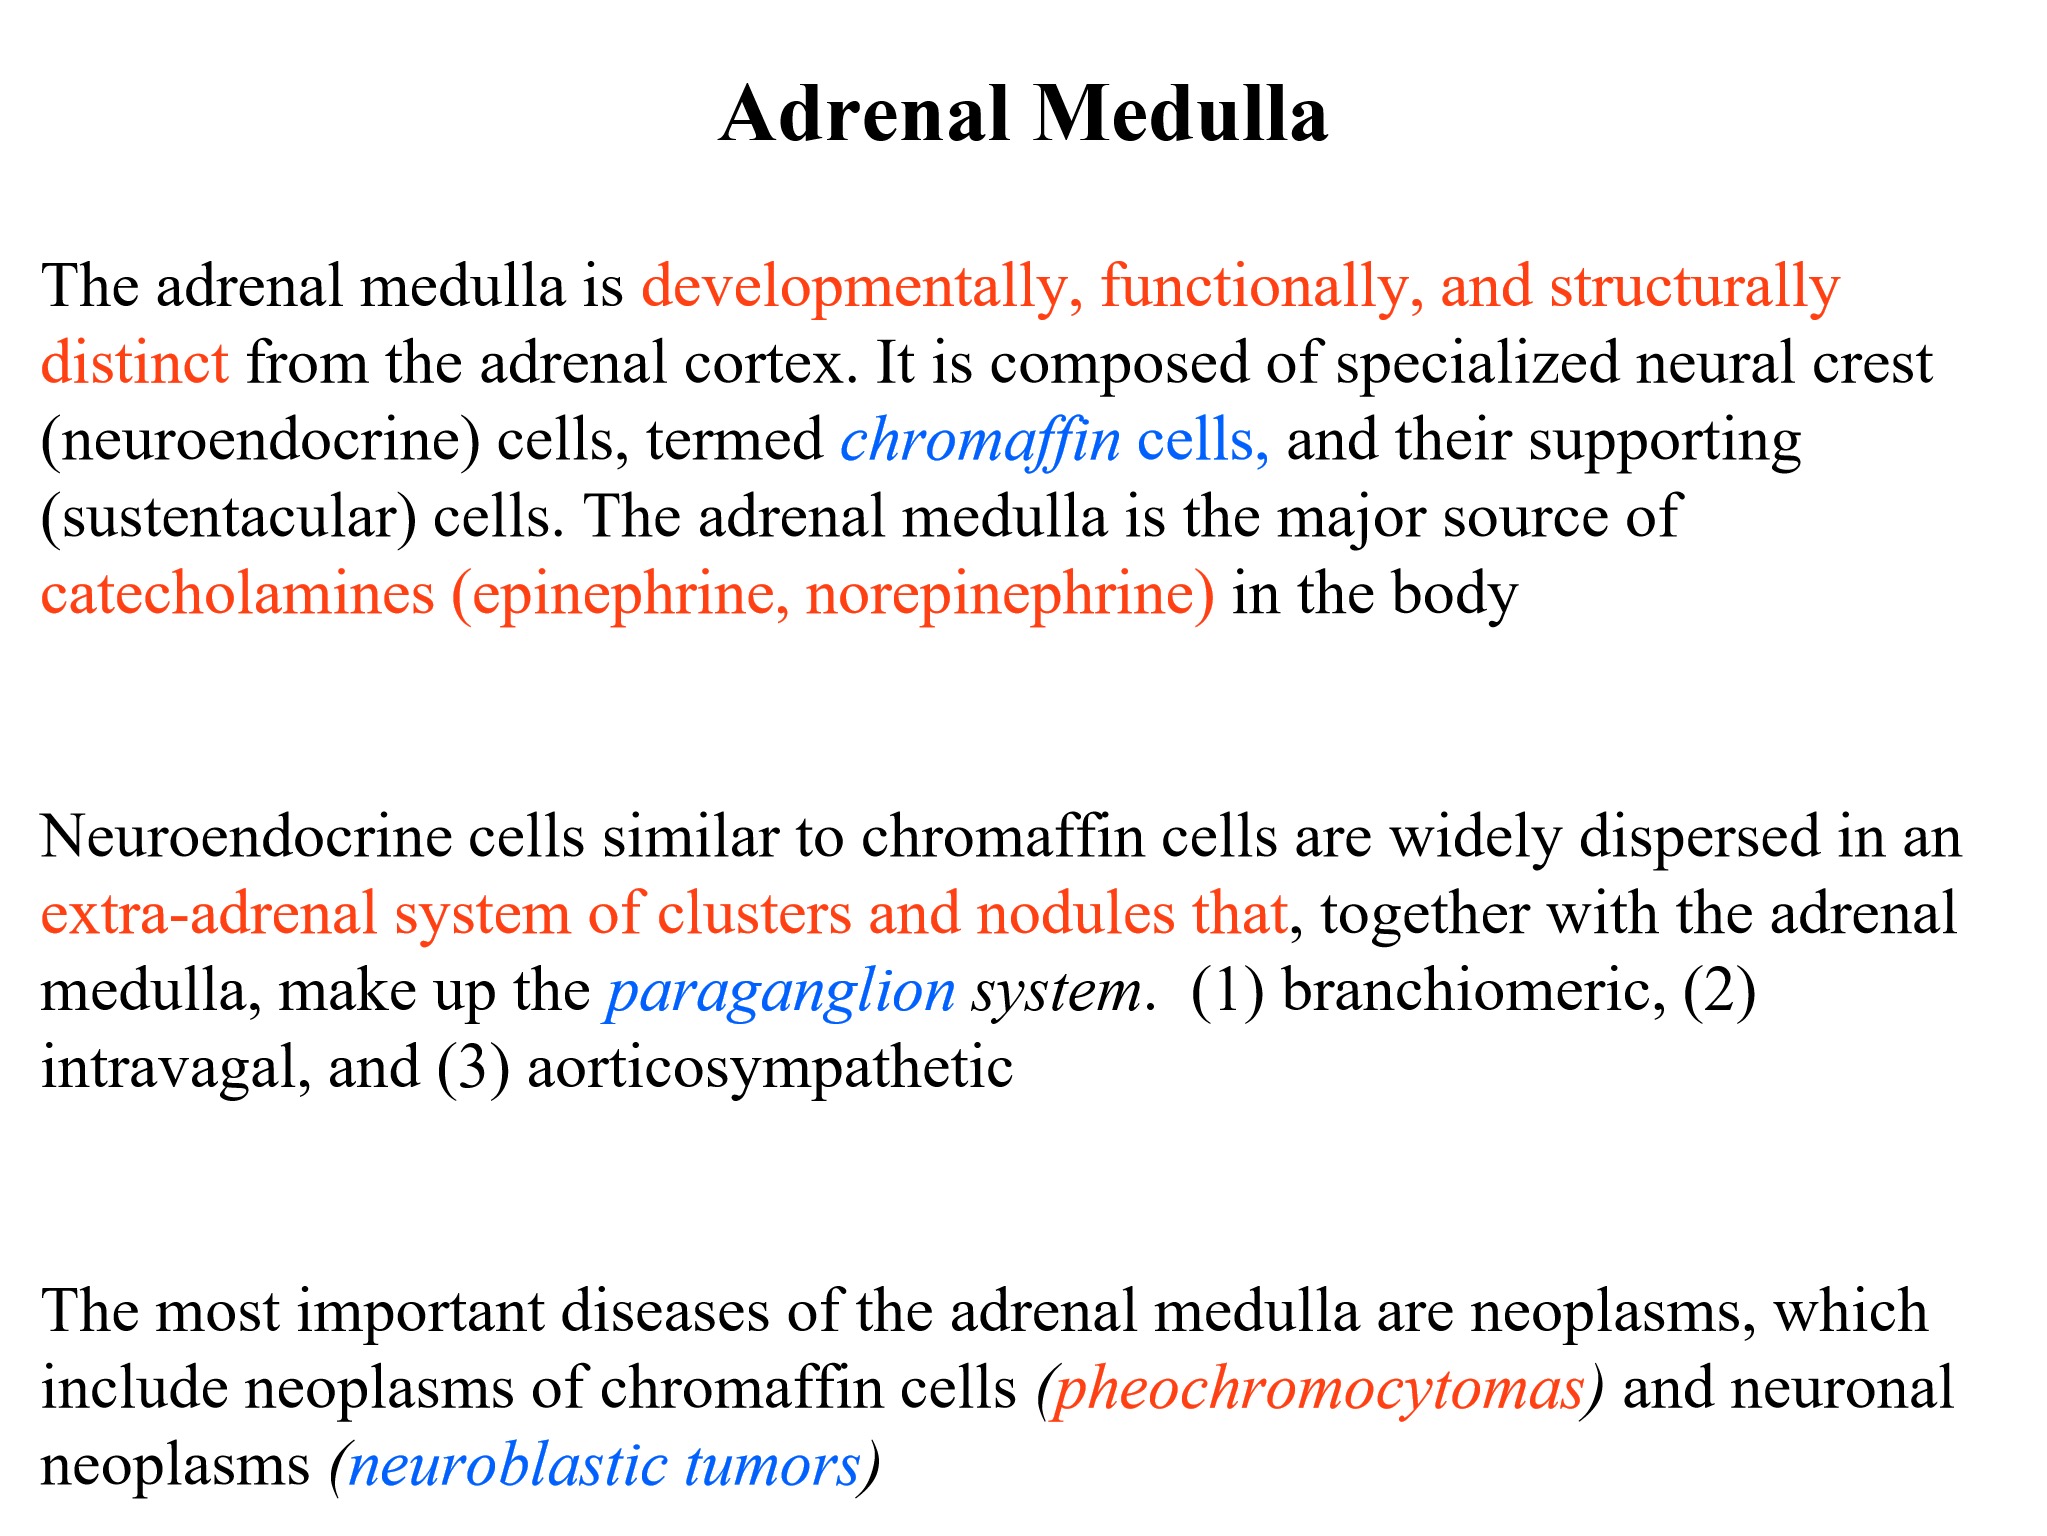 Adrenal Medulla
The adrenal medulla is developmentally, functionally, and structurally
distinct from the adrenal cortex. It is composed of specialized neural crest
(neuroendocrine) cells, termed chromaffin cells, and their supporting
(sustentacular) cells. The adrenal medulla is the major source of
catecholamines (epinephrine, norepinephrine) in the body
Neuroendocrine cells similar to chromaffin cells are widely dispersed in an
extra-adrenal system of clusters and nodules that, together with the adrenal
medulla, make up the paraganglion system.  (1) branchiomeric, (2)
intravagal, and (3) aorticosympathetic
The most important diseases of the adrenal medulla are neoplasms, which
include neoplasms of chromaffin cells (pheochromocytomas) and neuronal
neoplasms (neuroblastic tumors)